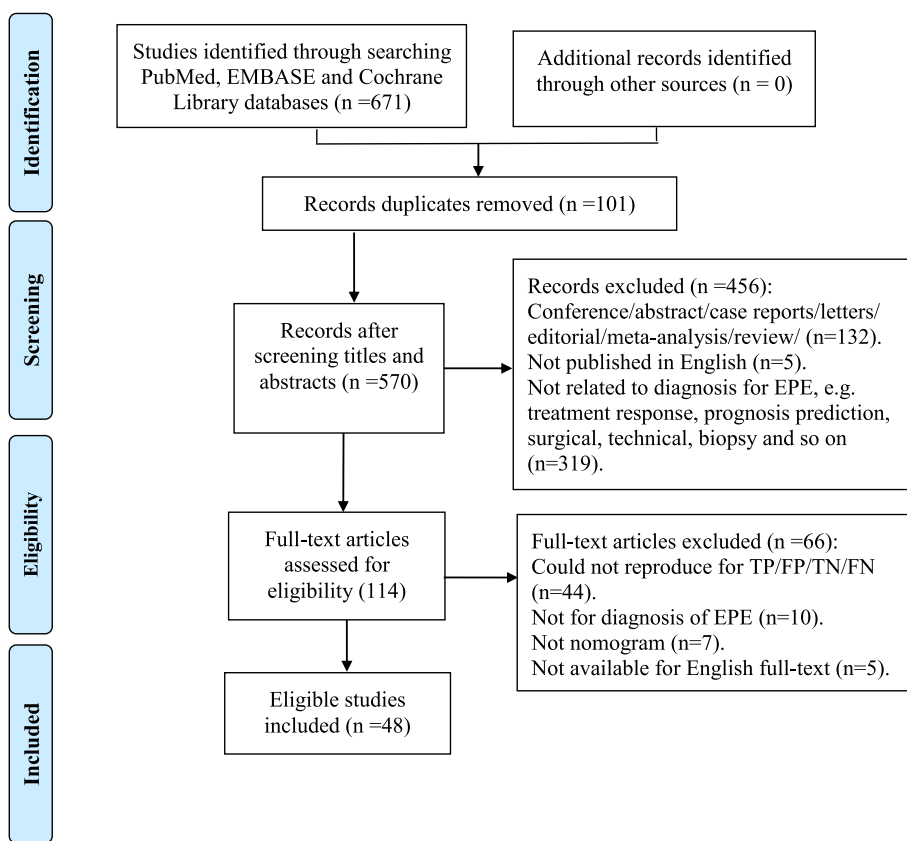 Identification
Studies identified through searching
PubMed, EMBASE and Cochrane
Library databases (n =671)
Additional records identified
through other sources (n = 0)
Records duplicates removed (n =101)
Screening
Records after
screening titles and
abstracts (n =570)
Records excluded (n =456):
Conference/abstract/case reports/letters/
editorial/meta-analysis/review/ (n=132).
Not published in English (n=5).
Not related to diagnosis for EPE, e.g.
treatment response, prognosis prediction,
surgical, technical, biopsy and so on
(n=319).
Eligibility
Full-text articles
assessed for
eligibility (114)
Full-text articles excluded (n =66):
Could not reproduce for TP/FP/TN/FN
(n=44).
Not for diagnosis of EPE (n=10).
Not nomogram (n=7).
Not available for English full-text (n=5).
Included
Eligible studies
included (n =48)